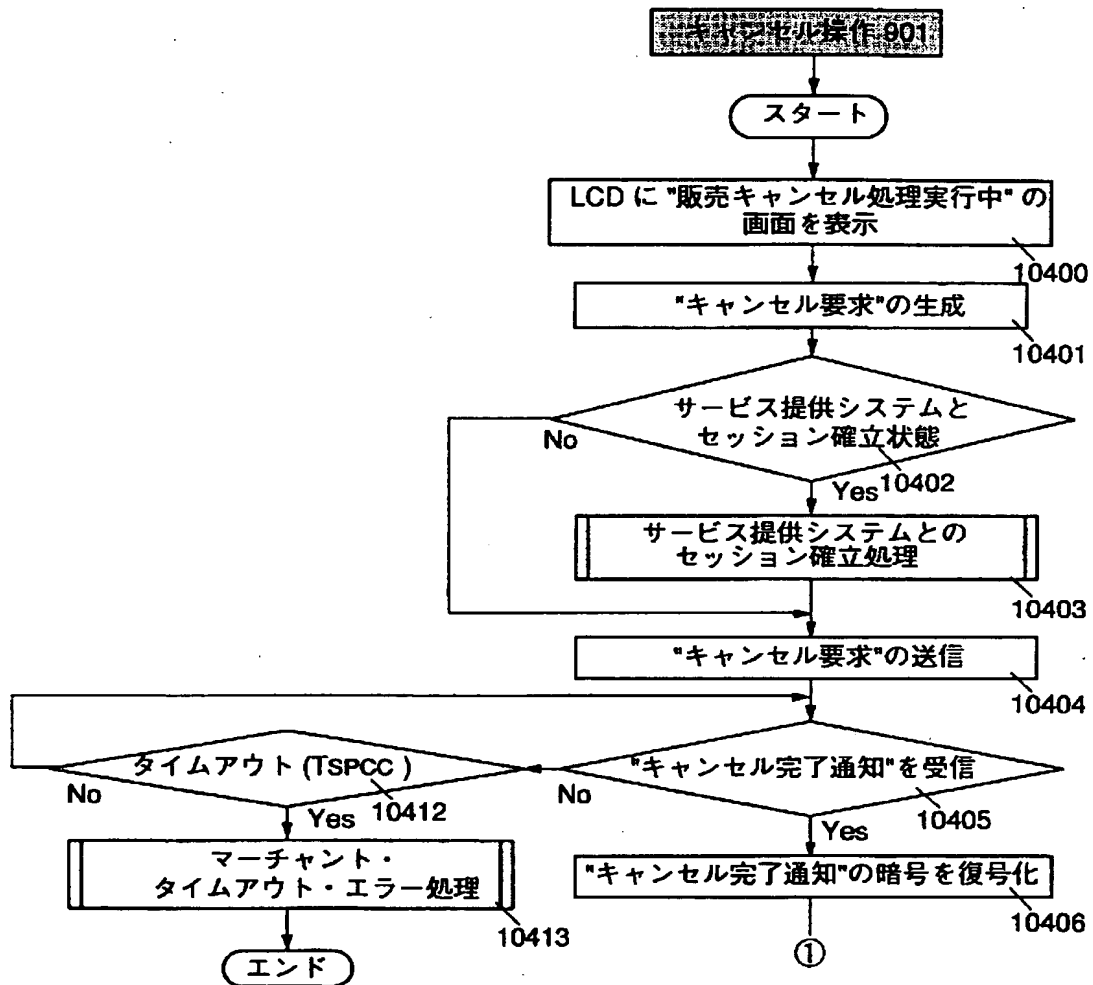 キャンセル操作 901
スタート
LCD に "販売キャンセル処理実行中" の
画面を表示
10400
"キャンセル要求"の生成
10401
サービス提供システムと
セッション確立状態
No
10402
Yes
サービス提供システムとの
セッション確立処理
10403
"キャンセル要求"の送信
10404
タイムアウト (TSPCC)
No
10412
Yes
"キャンセル完了通知"を受信
No
10405
Yes
マーチャント・
タイムアウト・エラー処理
10413
エンド
"キャンセル完了通知"の暗号を復号化
10406
①